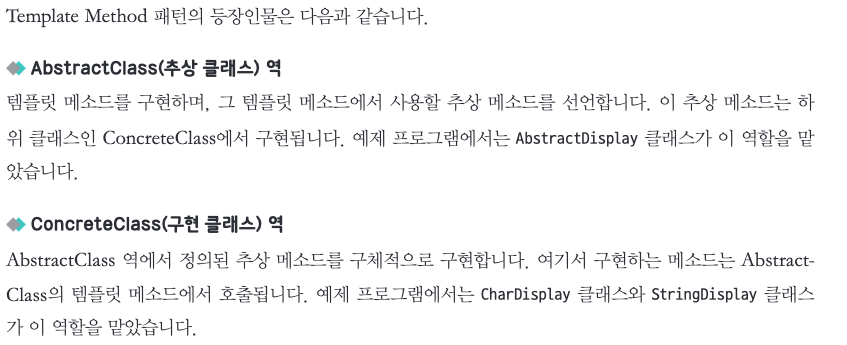 Template Method 패턴의 등장인물은 다음과 같습니다.
AbstractClass(추상 클래스) 역
템플릿 메소드를 구현하며, 그 템플릿 메소드에서 사용할 추상 메소드를 선언합니다. 이 추상 메소드는 하
위 클래스인 ConcreteClass에서 구현됩니다. 예제 프로그램에서는 AbstractDisplay 클래스가 이 역할을 맡
았습니다.
ConcreteClass(구현 클래스) 역
AbstractClass 역에서 정의된 추상 메소드를 구체적으로 구현합니다. 여기서 구현하는 메소드는 Abstract-
Class의 템플릿 메소드에서 호출됩니다. 예제 프로그램에서는 CharDisplay 클래스와 StringDisplay 클래스
가 이 역할을 맡았습니다.